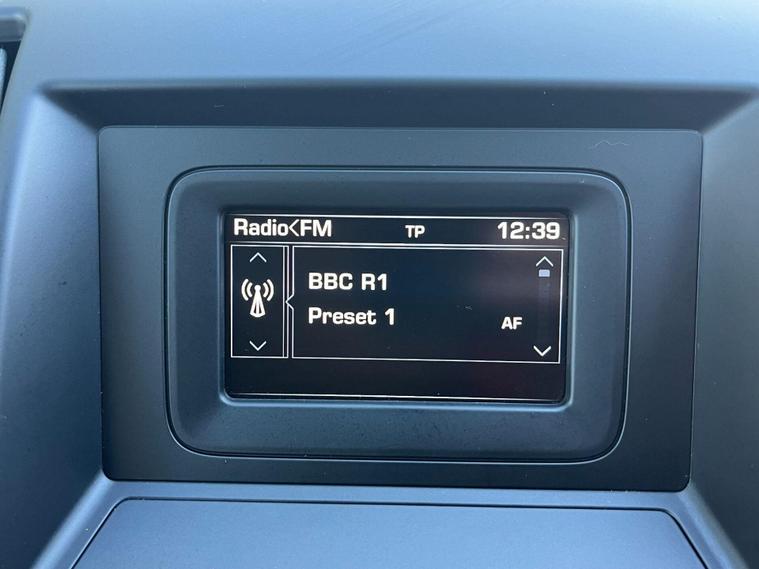 Radio<FM TP 12:39
BBC R1
Preset 1 AF